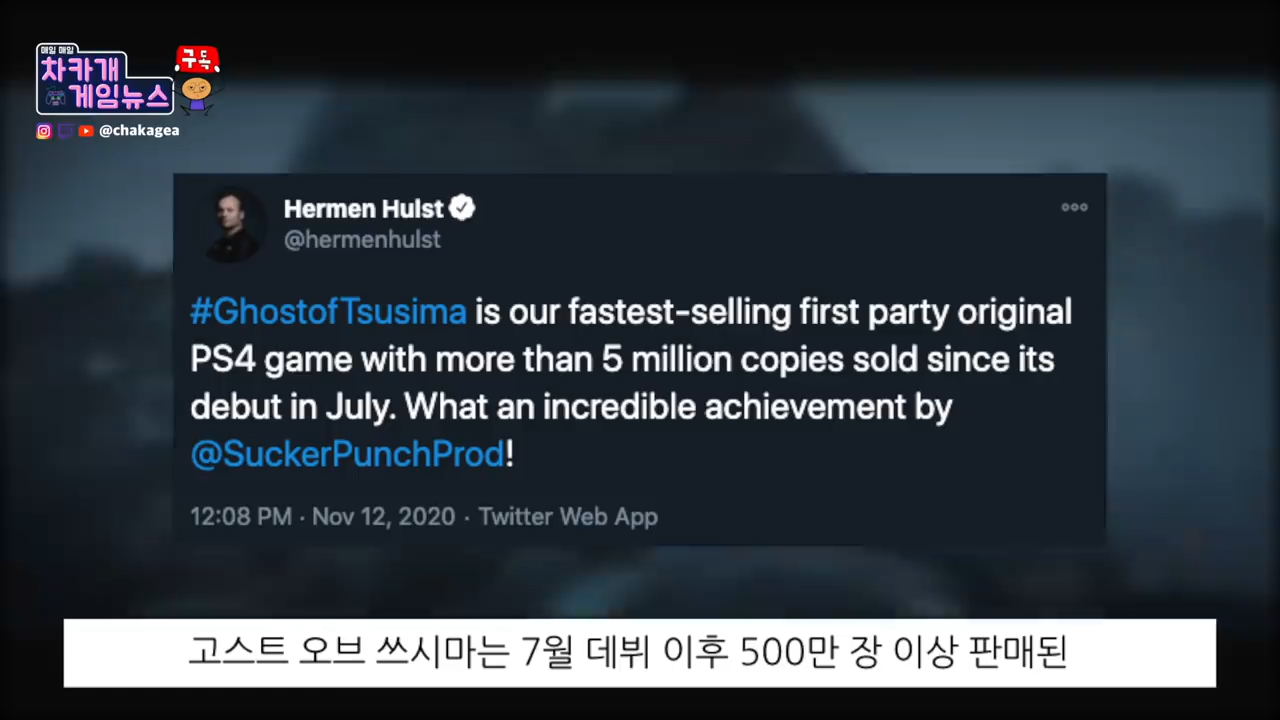 매일 매일
차카개
게임뉴스
구독
@chakagea
Hermen Hulst
@hermenhulst
#GhostofTsusima is our fastest-selling first party original
PS4 game with more than 5 million copies sold since its
debut in July. What an incredible achievement by
@SuckerPunchProd!
12:08 PM · Nov 12, 2020 · Twitter Web App
고스트 오브 쓰시마는 7월 데뷔 이후 500만 장 이상 판매된